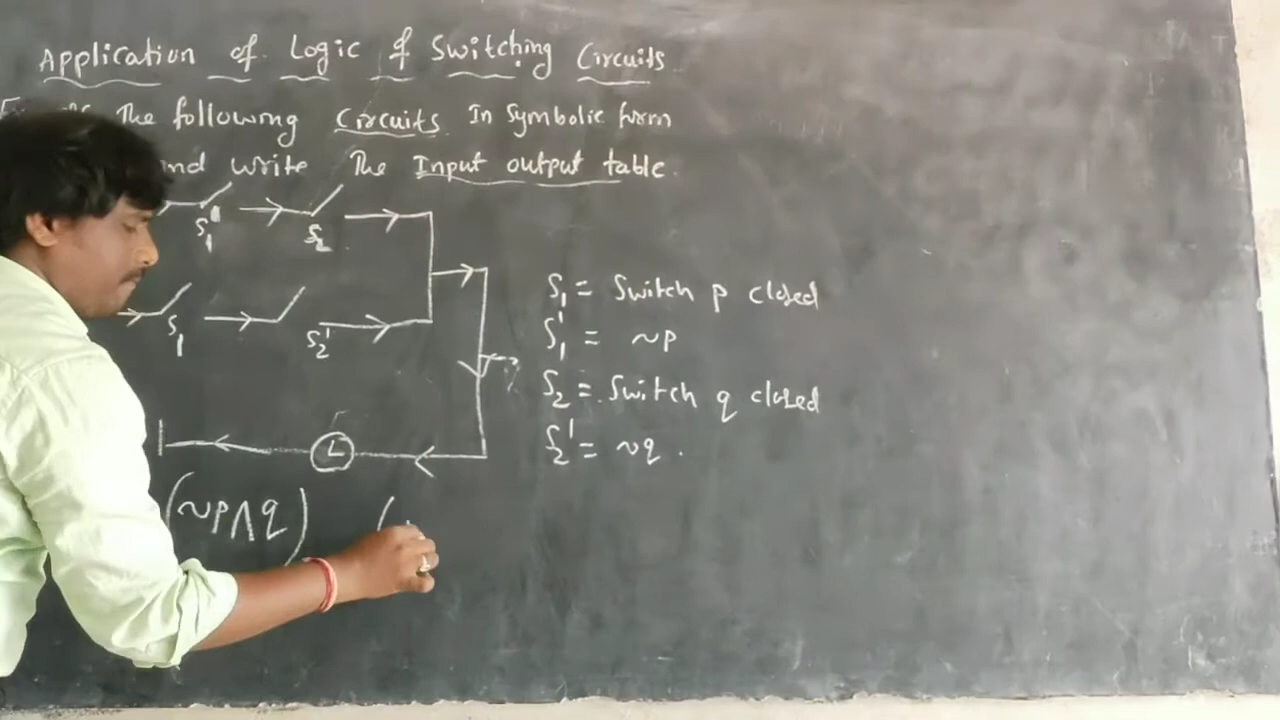 Application of Logic of Switching Circuits
The following Circuits In Symbolic form
and write The Input output table.
S₁' S₂
S₁ S₂'
L
S₁ = Switch p closed
S₁' = ~p
S₂ = Switch q closed
S₂' = ~q.
(~p∧q) (